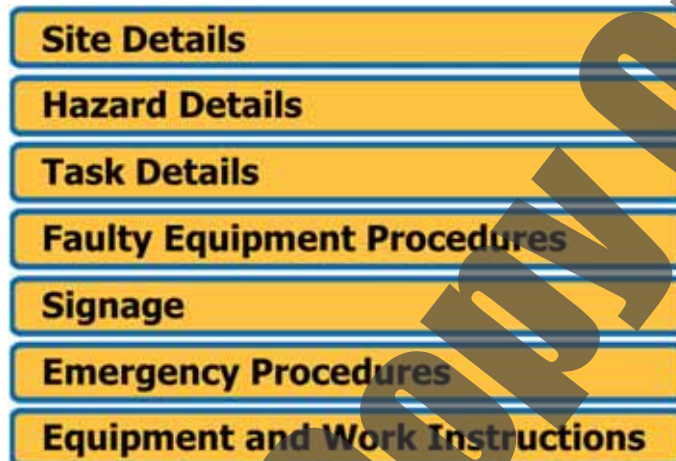 Site Details
Hazard Details
Task Details
Faulty Equipment Procedures
Signage
Emergency Procedures
Equipment and Work Instructions